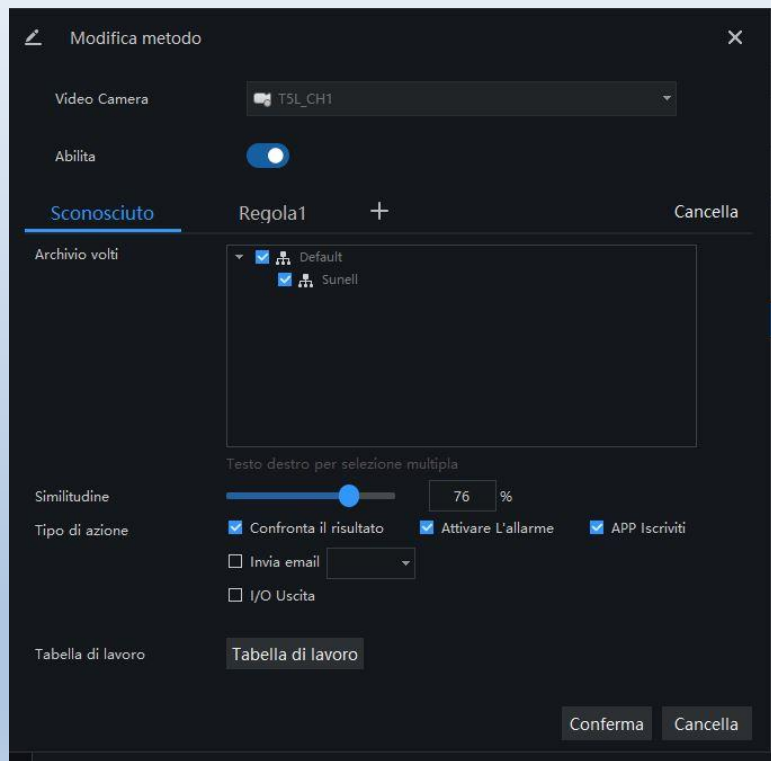 Modifica metodo
Video Camera T5L_CH1
Abilita
Sconosciuto Regola1 + Cancella
Archivio volti Default
Sunell
Testo destro per selezione multipla
Similitudine 76 %
Tipo di azione Confronta il risultato Attivare L'allarme APP Iscriviti
Invia email
I/O Uscita
Tabella di lavoro Tabella di lavoro
Conferma Cancella